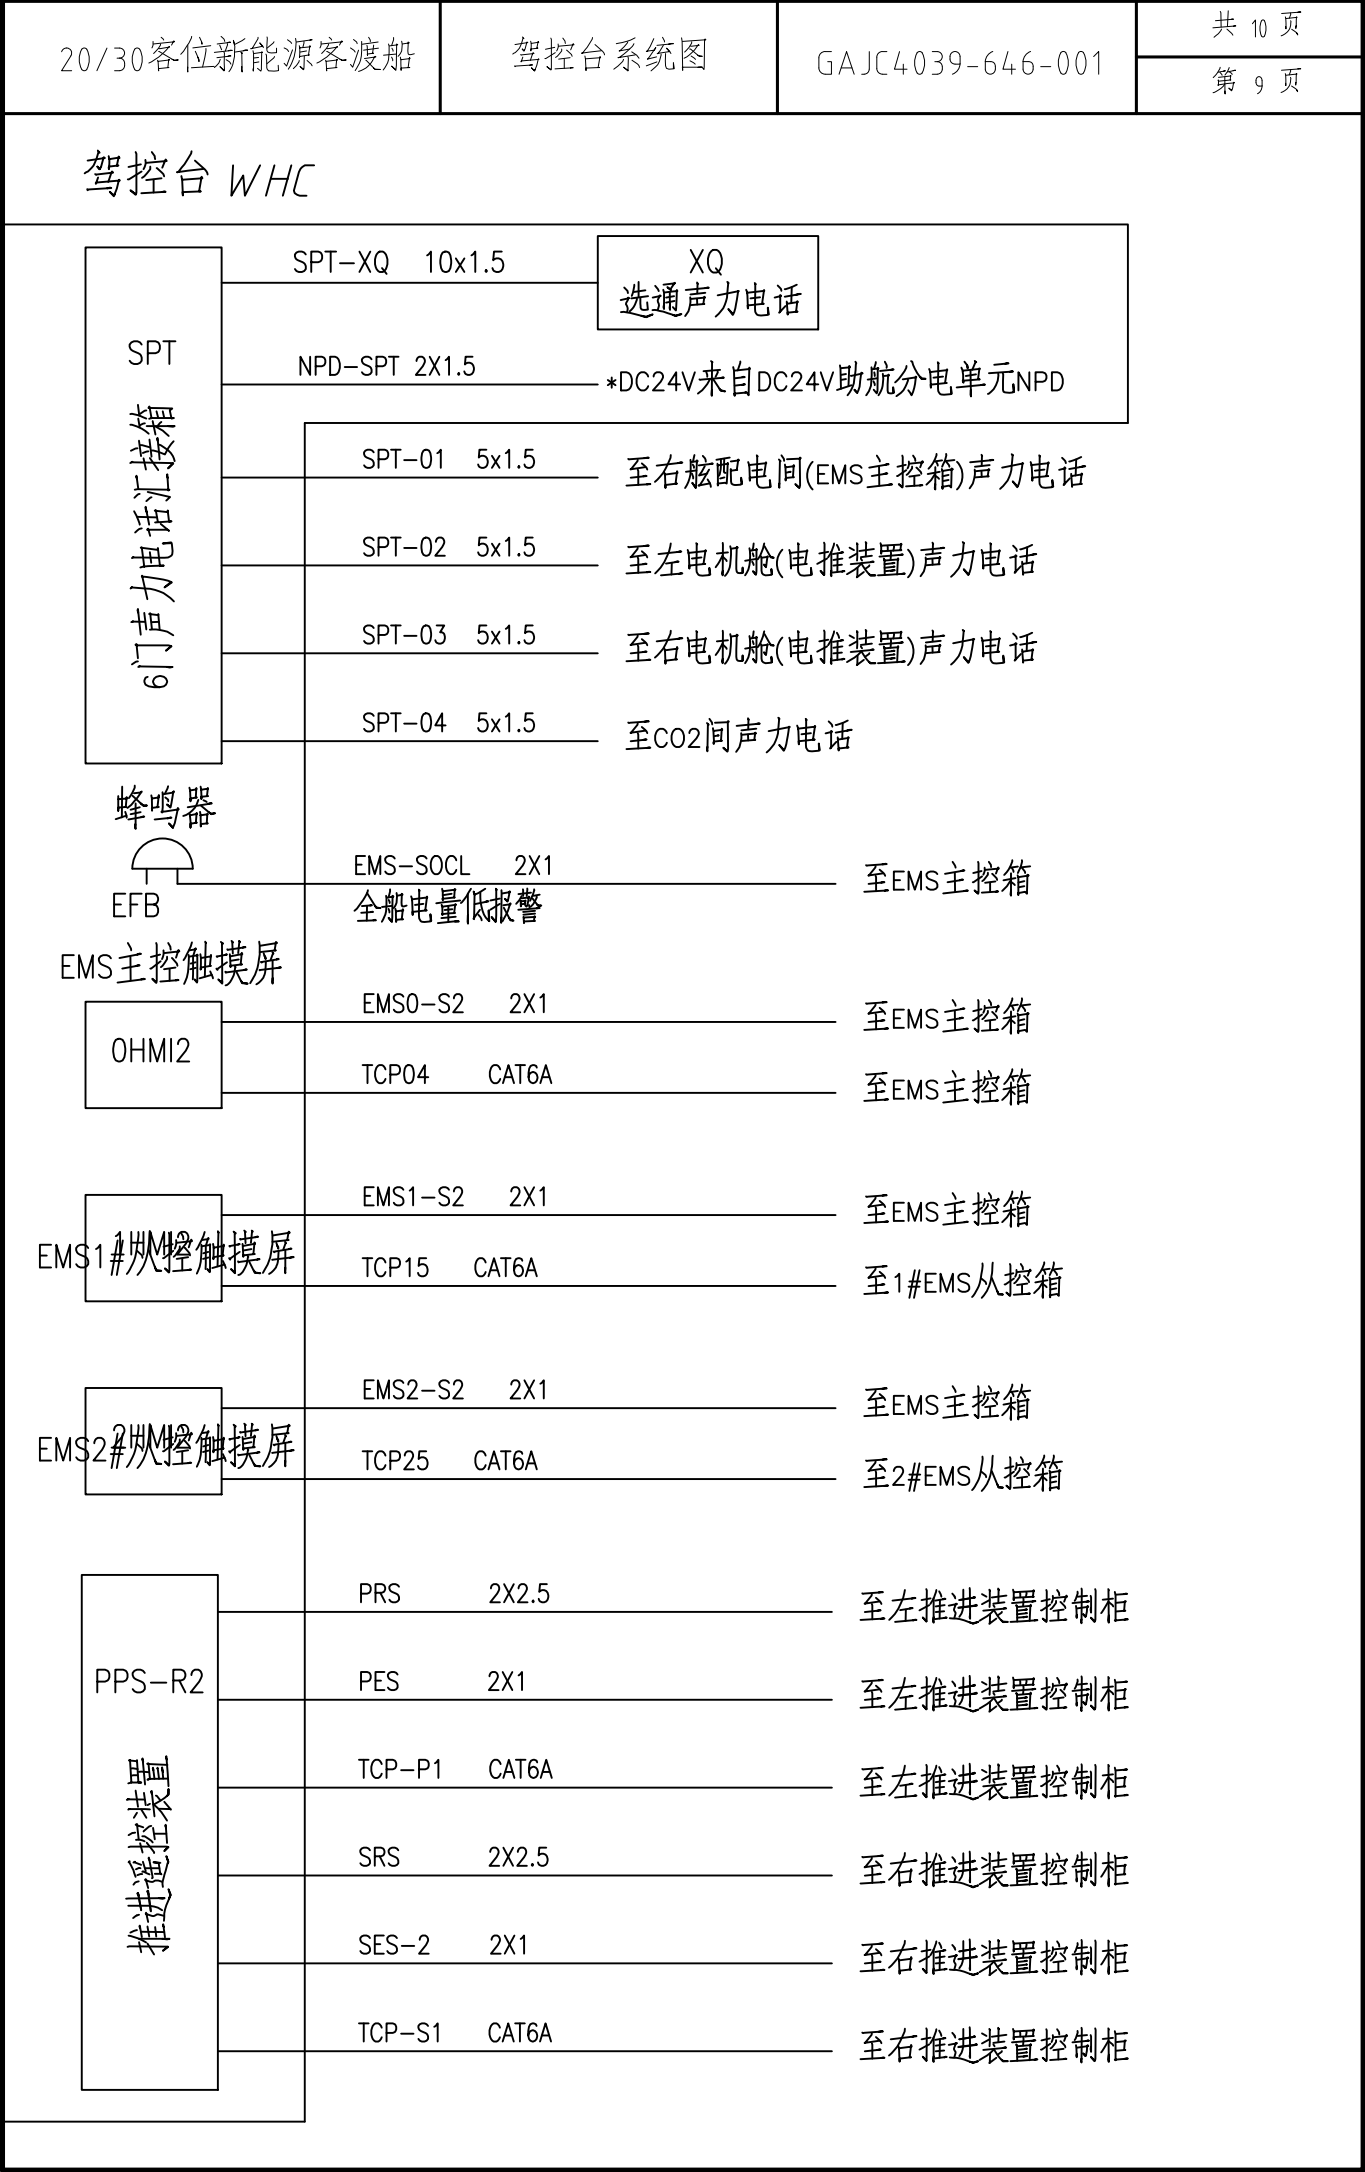 20/30客位新能源客渡船
驾控台系统图
GAJC4039-646-001
共 10 页
第 9 页
驾控台 WHC
SPT-XQ 10x1.5
XQ
选通声力电话
SPT
6门声力电话汇接箱
NPD-SPT 2X1.5
*DC24V来自DC24V助航分电单元NPD
SPT-01 5x1.5
至右舷配电间(EMS主控箱)声力电话
SPT-02 5x1.5
至左电机舱(电推装置)声力电话
SPT-03 5x1.5
至右电机舱(电推装置)声力电话
SPT-04 5x1.5
至CO2间声力电话
蜂鸣器
EFB
EMS-SOCL 2X1
全船电量低报警
至EMS主控箱
EMS主控触摸屏
0HMI2
EMS0-S2 2X1
至EMS主控箱
TCP04 CAT6A
至EMS主控箱
1HMI2
EMS1#从控触摸屏
EMS1-S2 2X1
至EMS主控箱
TCP15 CAT6A
至1#EMS从控箱
2HMI2
EMS2#从控触摸屏
EMS2-S2 2X1
至EMS主控箱
TCP25 CAT6A
至2#EMS从控箱
PPS-R2
推进遥控装置
PRS 2X2.5
至左推进装置控制柜
PES 2X1
至左推进装置控制柜
TCP-P1 CAT6A
至左推进装置控制柜
SRS 2X2.5
至右推进装置控制柜
SES-2 2X1
至右推进装置控制柜
TCP-S1 CAT6A
至右推进装置控制柜